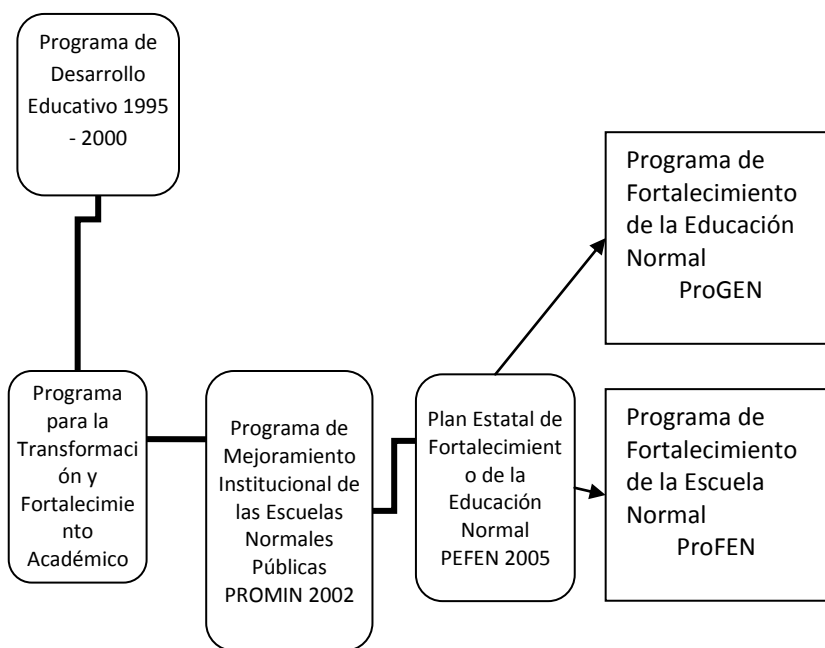 Programa de
Desarrollo
Educativo 1995
- 2000
Programa
para la
Transformaci
ón y
Fortalecimie
nto
Académico
Programa de
Mejoramiento
Institucional de
las Escuelas
Normales
Públicas
PROMIN 2002
Plan Estatal de
Fortalecimient
o de la
Educación
Normal
PEFEN 2005
Programa de
Fortalecimiento
de la Educación
Normal
ProGEN
Programa de
Fortalecimiento
de la Escuela
Normal
ProFEN